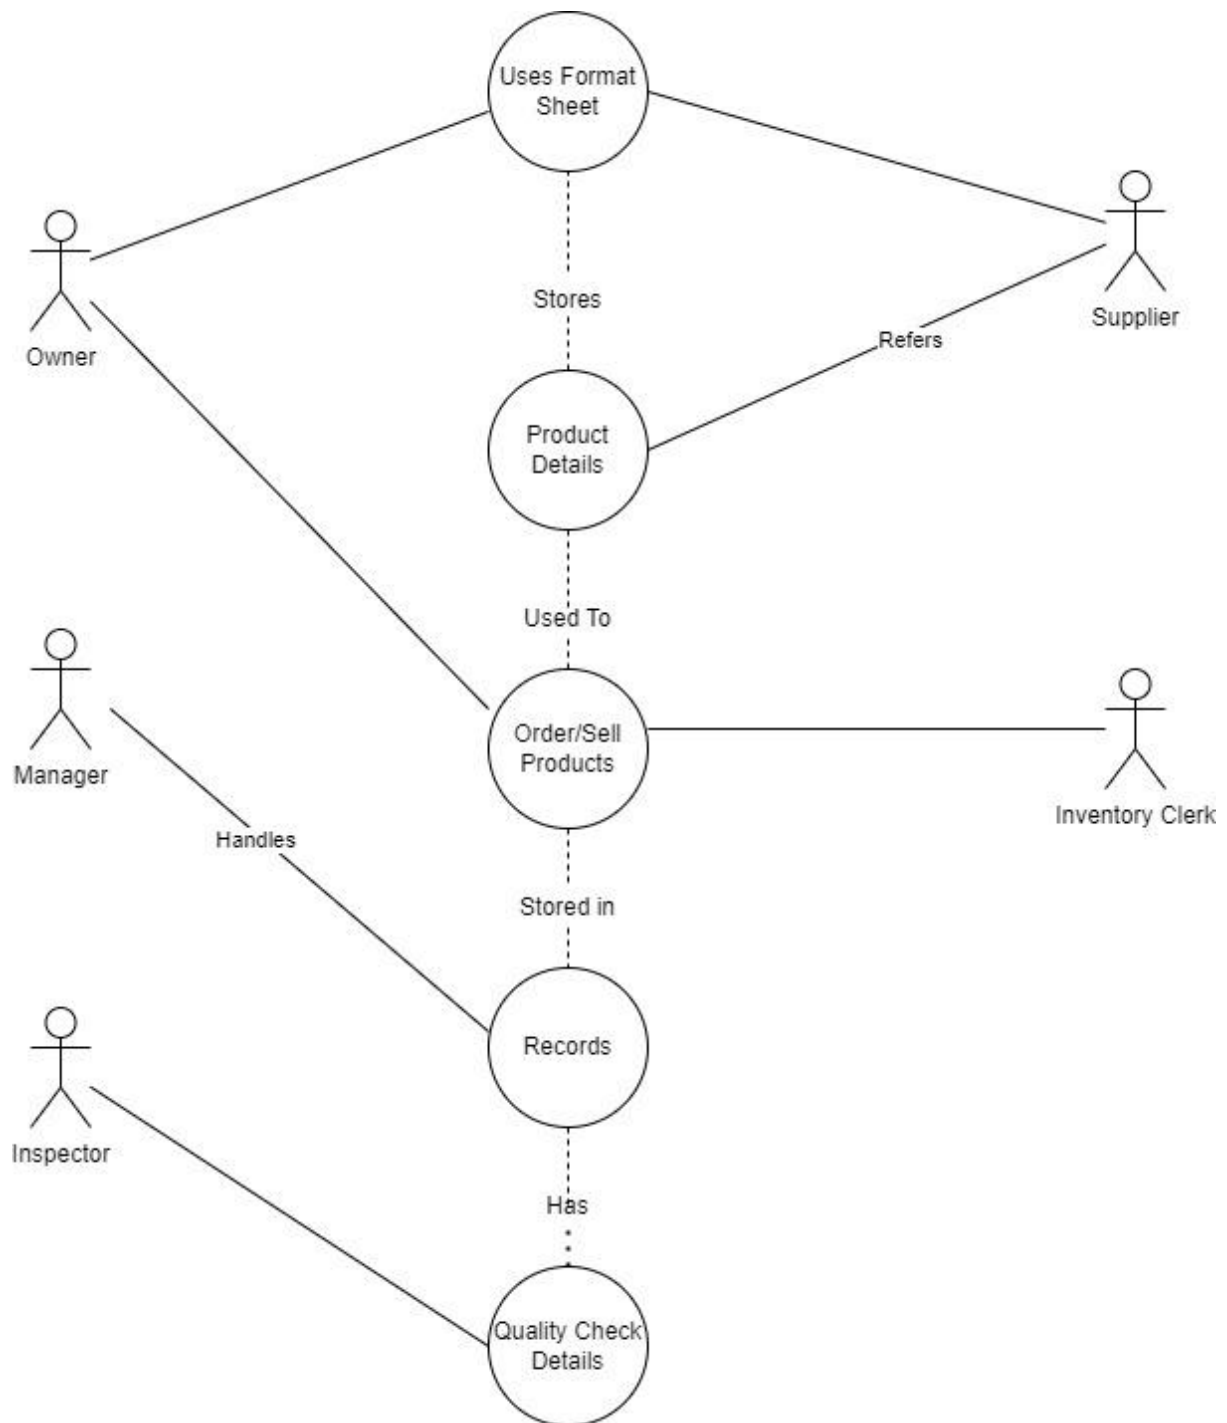 Uses Format
Sheet
Stores
Supplier
Refers
Owner
Product
Details
Used To
Order/Sell
Products
Manager
Inventory Clerk
Handles
Stored in
Records
Inspector
Has
Quality Check
Details